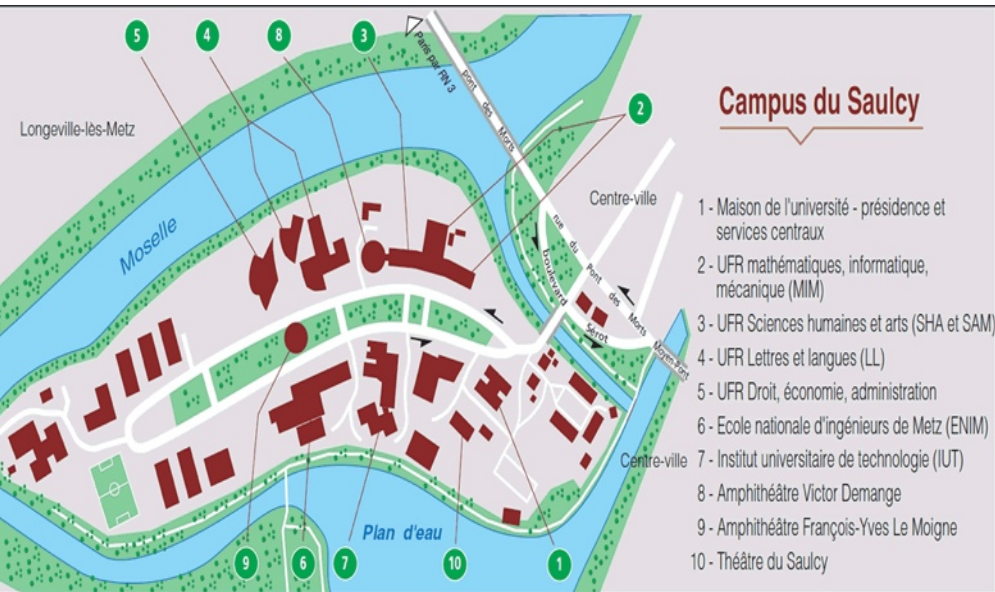 5
4
8
3
2
Paris par RN 3
Pont des Morts
Campus du Saulcy
Longeville-lès-Metz
Centre-ville
Moselle
rue du Pont des Morts
boulevard Sérot
Moyen-Pont
Centre-ville
Plan d'eau
9
6
7
10
1
1 - Maison de l'université - présidence et
services centraux
2 - UFR mathématiques, informatique,
mécanique (MIM)
3 - UFR Sciences humaines et arts (SHA et SAM)
4 - UFR Lettres et langues (LL)
5 - UFR Droit, économie, administration
6 - Ecole nationale d'ingénieurs de Metz (ENIM)
7 - Institut universitaire de technologie (IUT)
8 - Amphithéâtre Victor Demange
9 - Amphithéâtre François-Yves Le Moigne
10 - Théâtre du Saulcy